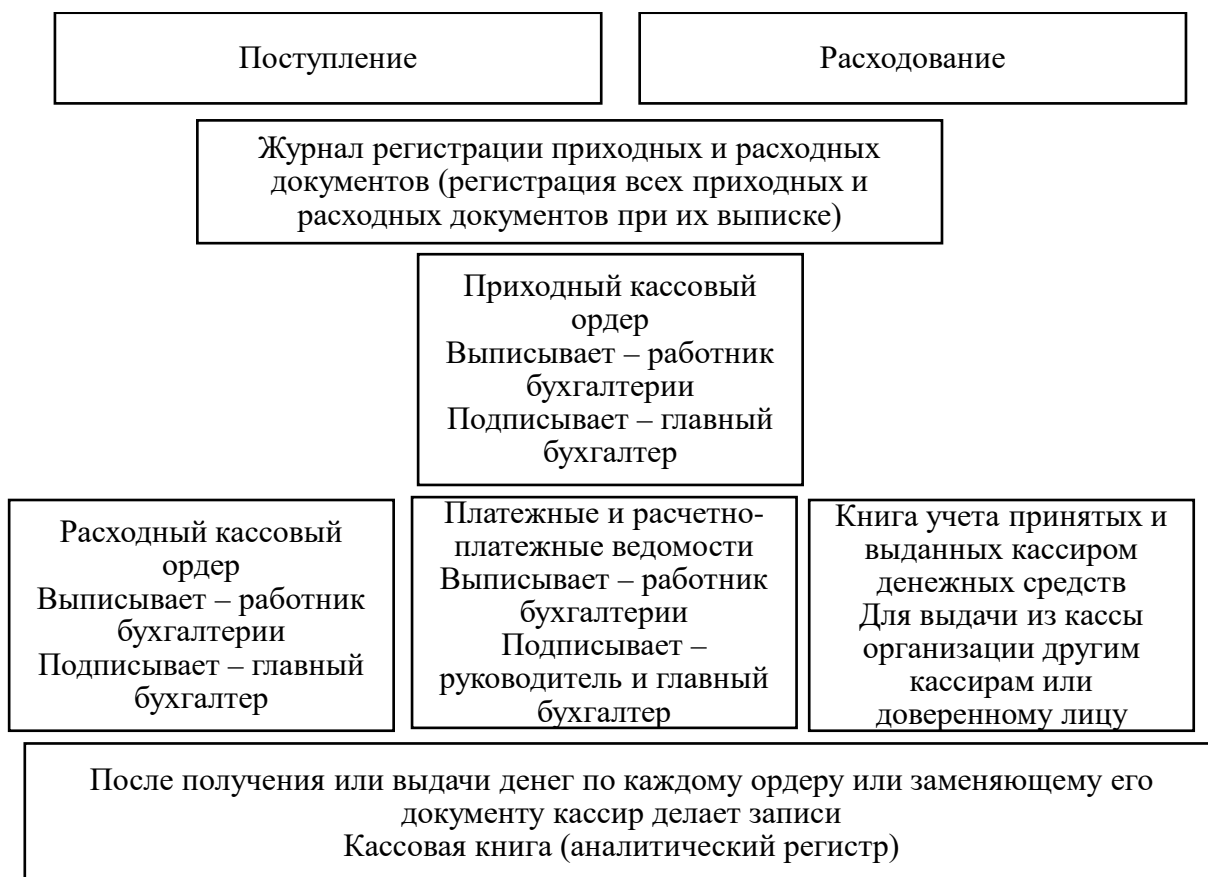 Поступление
Расходование
Журнал регистрации приходных и расходных
документов (регистрация всех приходных и
расходных документов при их выписке)
Приходный кассовый
ордер
Выписывает – работник
бухгалтерии
Подписывает – главный
бухгалтер
Расходный кассовый
ордер
Выписывает – работник
бухгалтерии
Подписывает – главный
бухгалтер
Платежные и расчетно-
платежные ведомости
Выписывает – работник
бухгалтерии
Подписывает –
руководитель и главный
бухгалтер
Книга учета принятых и
выданных кассиром
денежных средств
Для выдачи из кассы
организации другим
кассирам или
доверенному лицу
После получения или выдачи денег по каждому ордеру или заменяющему его
документу кассир делает записи
Кассовая книга (аналитический регистр)